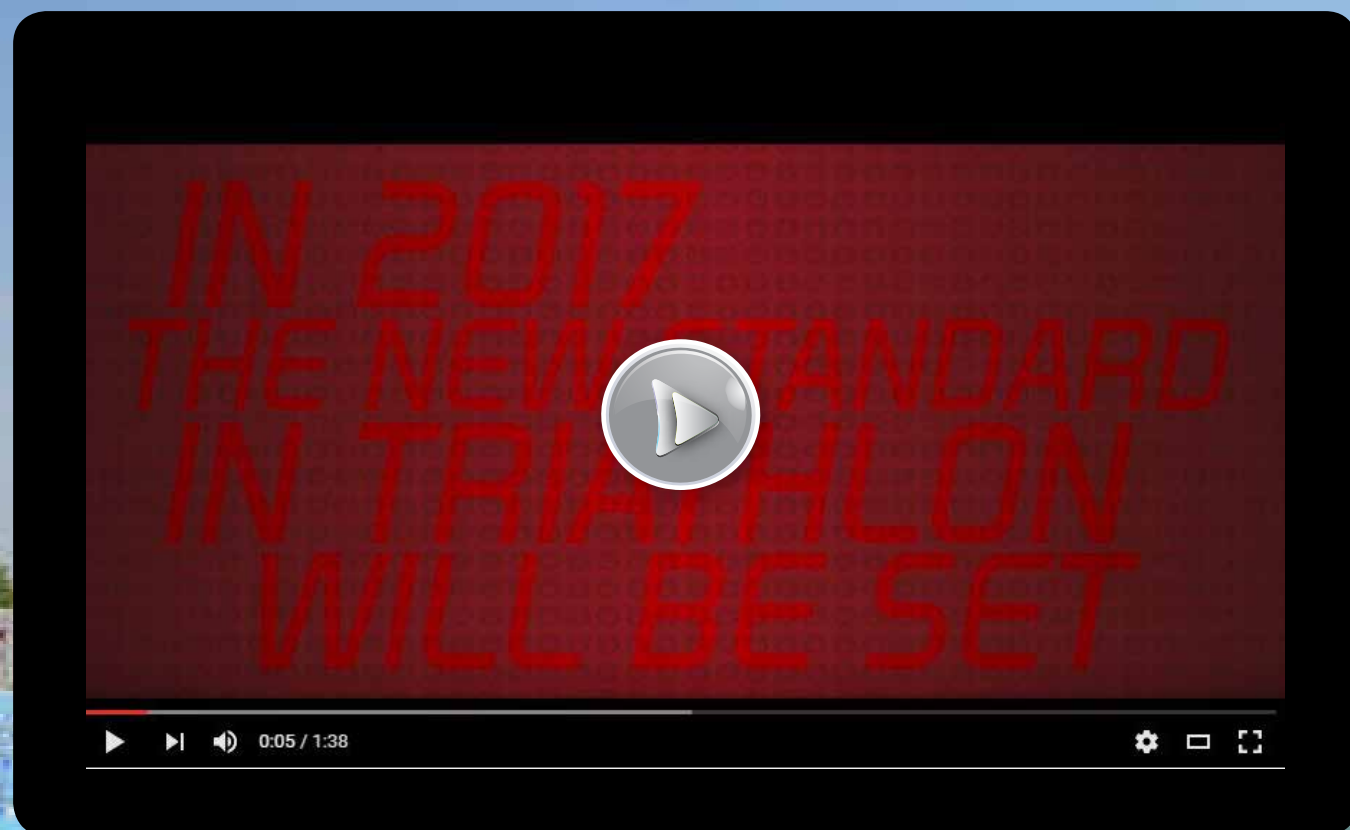 IN 2017
THE NEW STANDARD
IN TRIATHLON
WILL BE SET
0:05 / 1:38